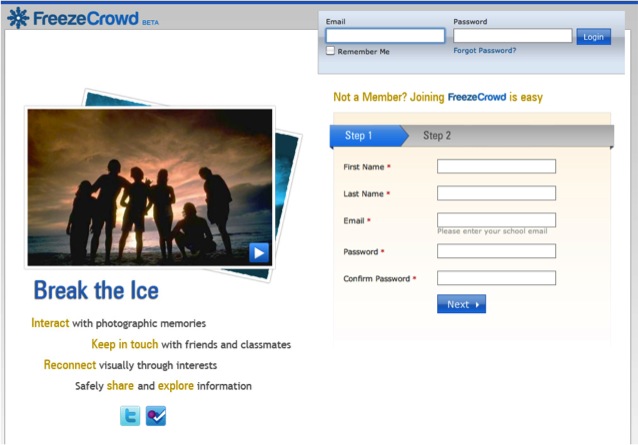 FreezeCrowd BETA
Email Password
Login
Remember Me Forgot Password?
Not a Member? Joining FreezeCrowd is easy
Step 1 Step 2
First Name *
Last Name *
Email *
Please enter your school email
Password *
Confirm Password *
Next
Break the Ice
Interact with photographic memories
Keep in touch with friends and classmates
Reconnect visually through interests
Safely share and explore information
t